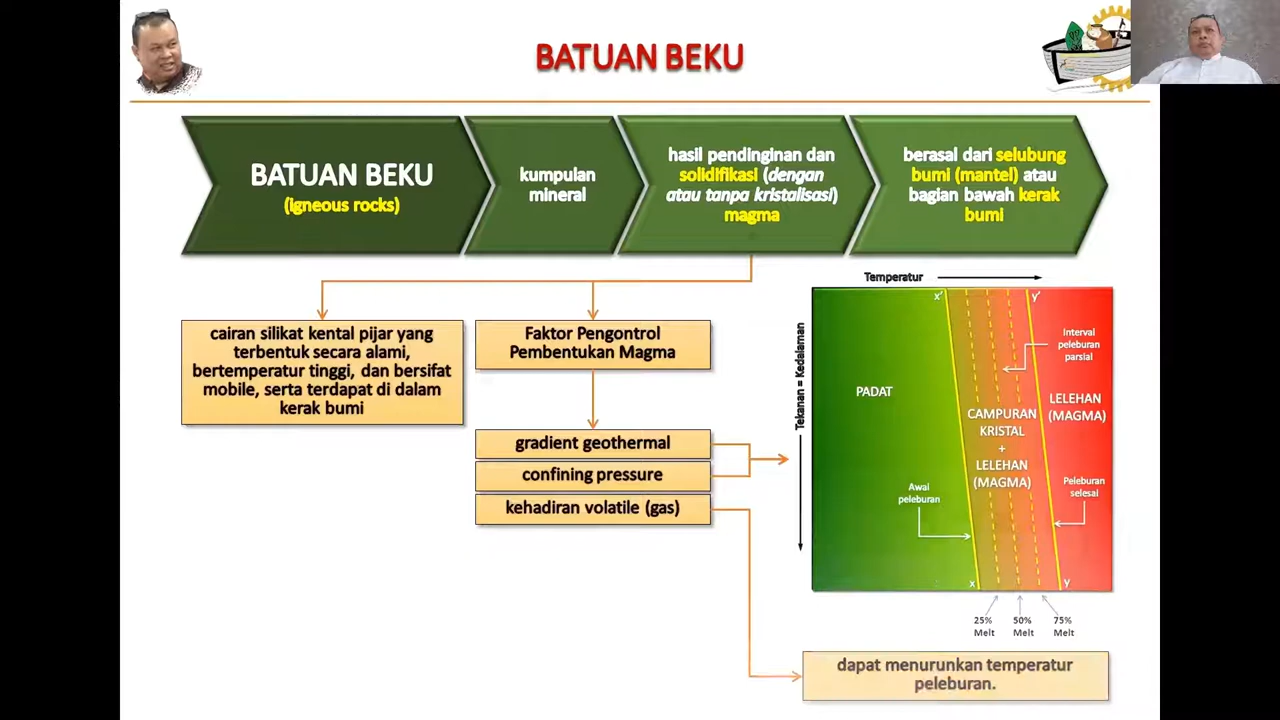 BATUAN BEKU
BATUAN BEKU
(igneous rocks)
kumpulan
mineral
hasil pendinginan dan
solidifikasi (dengan
atau tanpa kristalisasi)
magma
berasal dari selubung
bumi (mantel) atau
bagian bawah kerak
bumi
cairan silikat kental pijar yang
terbentuk secara alami,
bertemperatur tinggi, dan bersifat
mobile, serta terdapat di dalam
kerak bumi
Faktor Pengontrol
Pembentukan Magma
gradient geothermal
confining pressure
kehadiran volatile (gas)
Temperatur
Tekanan = Kedalaman
x'
y'
Interval
peleburan
parsial
PADAT
LELEHAN
(MAGMA)
CAMPURAN
KRISTAL
+
LELEHAN
(MAGMA)
Awal
peleburan
Peleburan
selesai
x
y
25%
Melt
50%
Melt
75%
Melt
dapat menurunkan temperatur
peleburan.